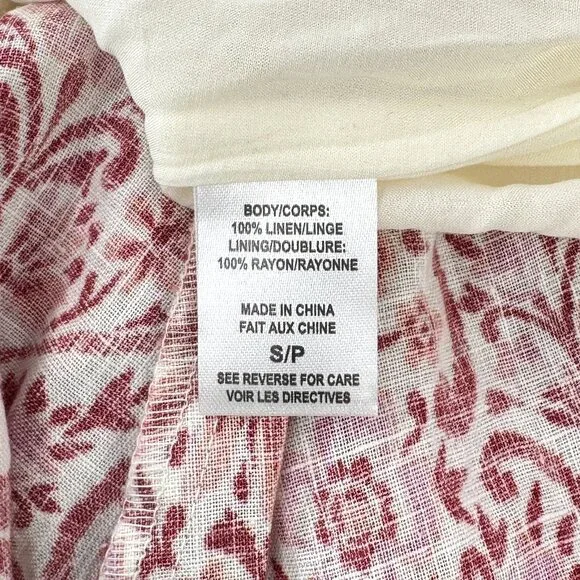 BODY/CORPS:
100% LINEN/LINGE
LINING/DOUBLURE:
100% RAYON/RAYONNE
MADE IN CHINA
FAIT AUX CHINE
S/P
SEE REVERSE FOR CARE
VOIR LES DIRECTIVES